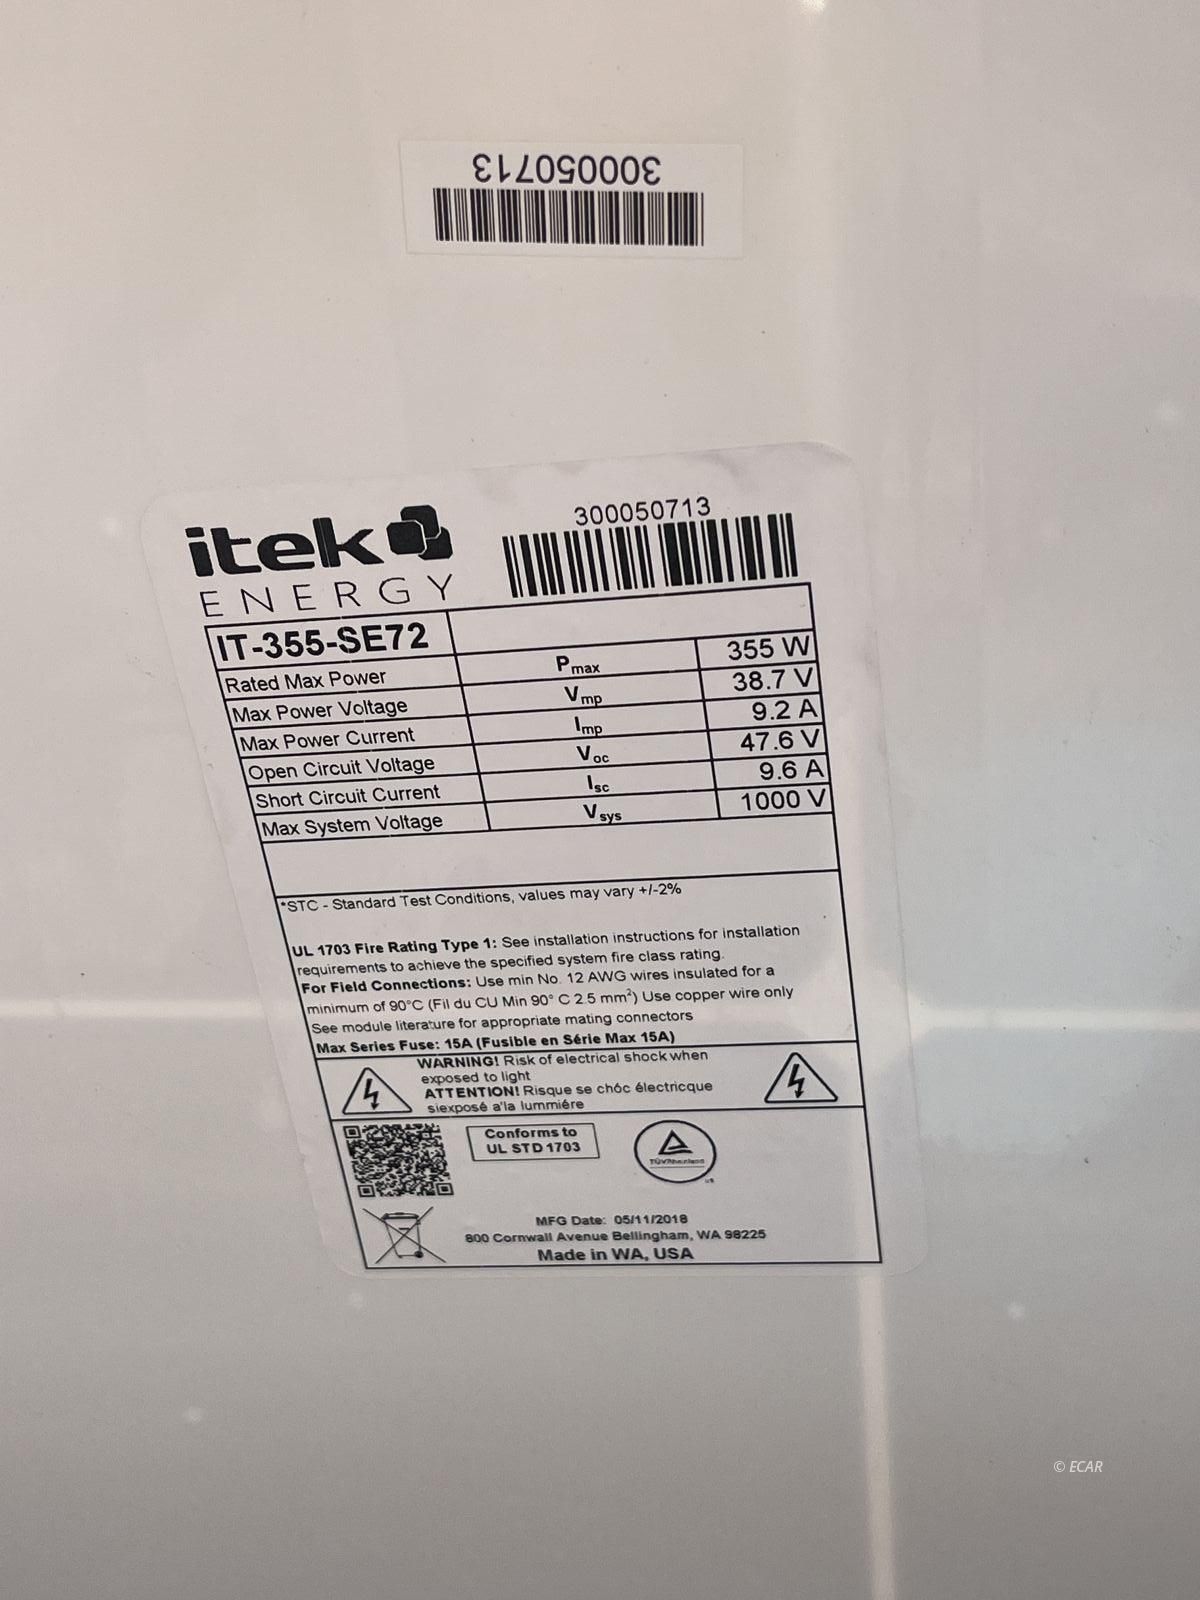 300050713
itek
ENERGY
300050713
IT-355-SE72
Rated Max Power Pmax 355 W
Max Power Voltage Vmp 38.7 V
Max Power Current Imp 9.2 A
Open Circuit Voltage Voc 47.6 V
Short Circuit Current Isc 9.6 A
Max System Voltage Vsys 1000 V
*STC - Standard Test Conditions, values may vary +/-2%
UL 1703 Fire Rating Type 1: See installation instructions for installation
requirements to achieve the specified system fire class rating.
For Field Connections: Use min No. 12 AWG wires insulated for a
minimum of 90°C (Fil du CU Min 90° C 2.5 mm²) Use copper wire only
See module literature for appropriate mating connectors
Max Series Fuse: 15A (Fusible en Série Max 15A)
WARNING! Risk of electrical shock when
exposed to light
ATTENTION! Risque se chóc électricque
siexposé a'la lummiére
Conforms to
UL STD 1703
TÜVRheinland
US
MFG Date: 05/11/2018
800 Cornwall Avenue Bellingham, WA 98225
Made in WA, USA
© ECAR